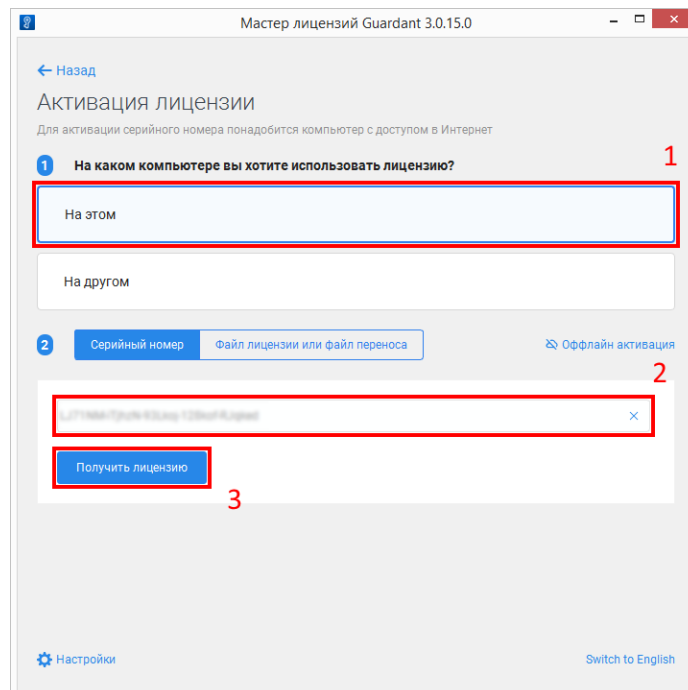 Мастер лицензий Guardant 3.0.15.0
Назад
Активация лицензии
Для активации серийного номера понадобится компьютер с доступом в Интернет
1 На каком компьютере вы хотите использовать лицензию?
1
На этом
На другом
2 Серийный номер Файл лицензии или файл переноса Оффлайн активация
2
Получить лицензию
3
Настройки Switch to English